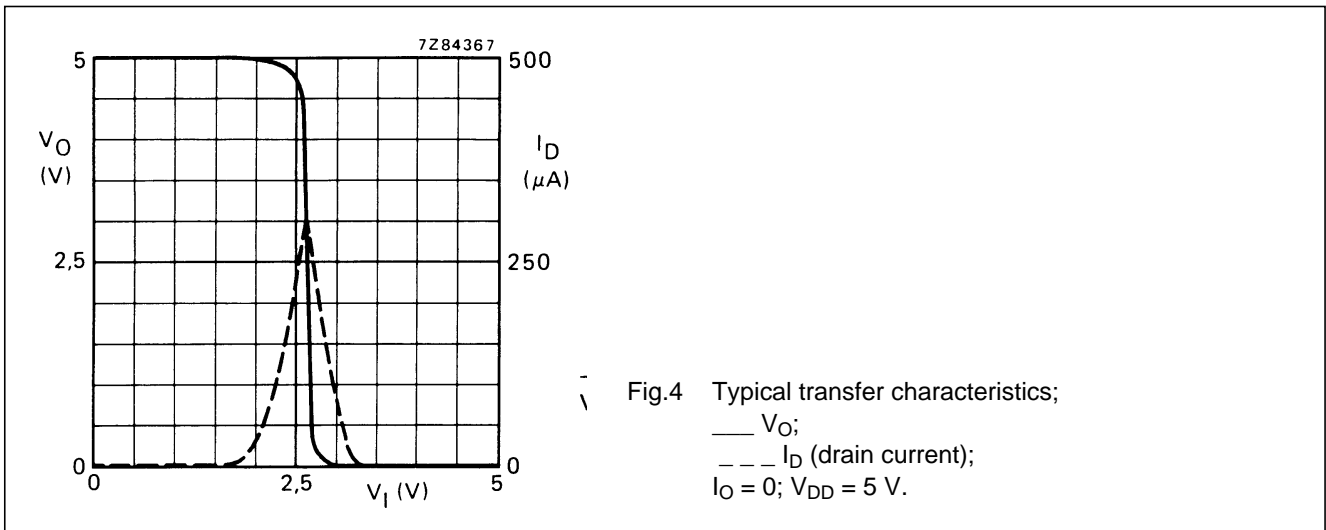 7Z84367
5
500
V_O
(V)
I_D
(μA)
2,5
250
0
0
0
2,5
V_I (V)
5
Fig.4 Typical transfer characteristics;
___ V_O;
_ _ _ I_D (drain current);
I_O = 0; V_DD = 5 V.